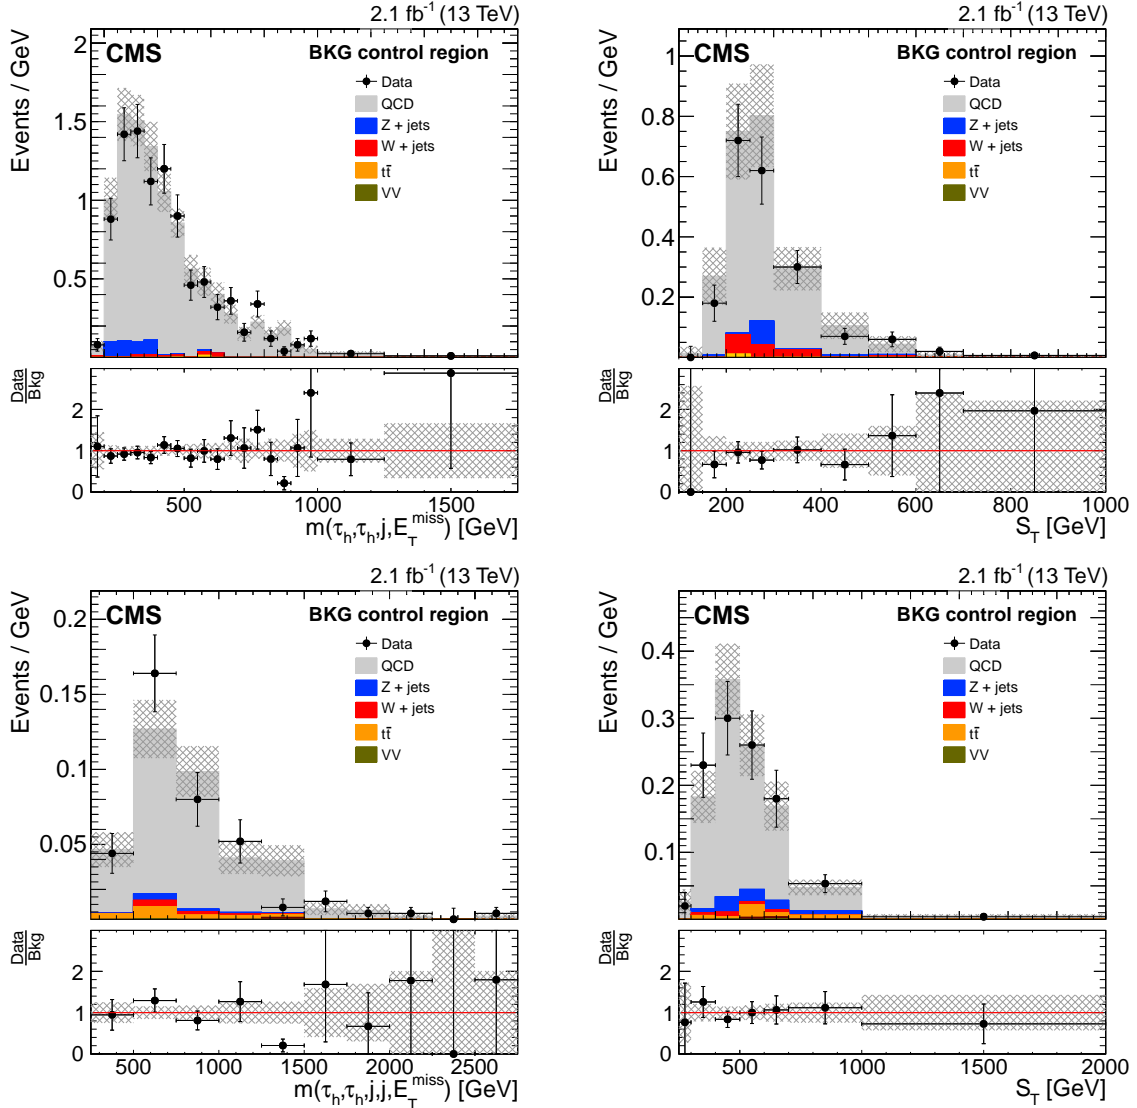 2.1 fb⁻¹ (13 TeV)
CMS
BKG control region
Events / GeV
2
1.5
1
0.5
Data
QCD
Z + jets
W + jets
tt̄
VV
Data
Bkg
2
1
0
500
1000
1500
m(τh,τh,j,ETmiss) [GeV]
2.1 fb⁻¹ (13 TeV)
CMS
BKG control region
Events / GeV
1
0.8
0.6
0.4
0.2
Data
QCD
Z + jets
W + jets
tt̄
VV
Data
Bkg
2
1
0
200
400
600
800
1000
ST [GeV]
2.1 fb⁻¹ (13 TeV)
CMS
BKG control region
Events / GeV
0.2
0.15
0.1
0.05
Data
QCD
Z + jets
W + jets
tt̄
VV
Data
Bkg
2
1
0
500
1000
1500
2000
2500
m(τh,τh,j,j,ETmiss) [GeV]
2.1 fb⁻¹ (13 TeV)
CMS
BKG control region
Events / GeV
0.4
0.3
0.2
0.1
Data
QCD
Z + jets
W + jets
tt̄
VV
Data
Bkg
2
1
0
500
1000
1500
2000
ST [GeV]